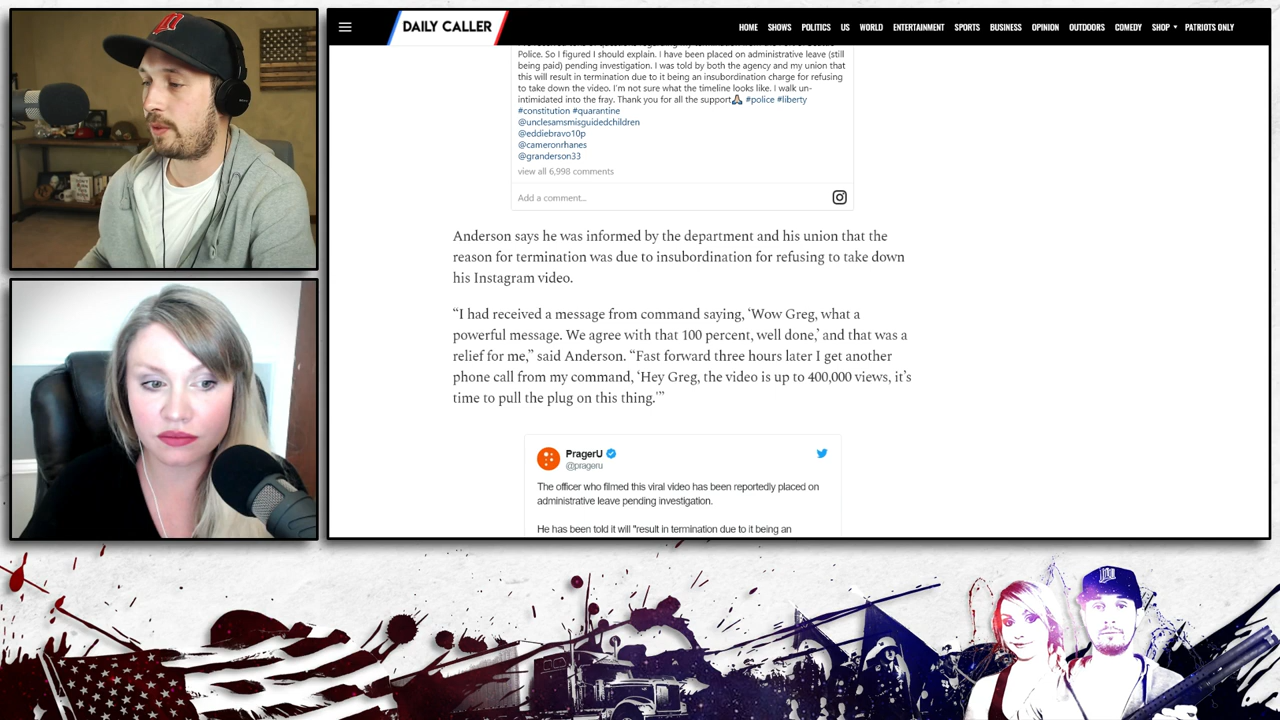 DAILY CALLER
HOME SHOWS POLITICS US WORLD ENTERTAINMENT SPORTS BUSINESS OPINION OUTDOORS COMEDY SHOP PATRIOTS ONLY
Police. So I figured I should explain. I have been placed on administrative leave (still
being paid) pending investigation. I was told by both the agency and my union that
this will result in termination due to it being an insubordination charge for refusing
to take down the video. I'm not sure what the timeline looks like. I walk un-
intimidated into the fray. Thank you for all the support🙏🏼 #police #liberty
#constitution #quarantine
@unclesamsmisguidedchildren
@eddiebravo10p
@cameronrhanes
@granderson33
view all 6,998 comments
Add a comment...
Anderson says he was informed by the department and his union that the
reason for termination was due to insubordination for refusing to take down
his Instagram video.
“I had received a message from command saying, ‘Wow Greg, what a
powerful message. We agree with that 100 percent, well done,’ and that was a
relief for me,” said Anderson. “Fast forward three hours later I get another
phone call from my command, ‘Hey Greg, the video is up to 400,000 views, it’s
time to pull the plug on this thing.’”
PragerU
@prageru
The officer who filmed this viral video has been reportedly placed on
administrative leave pending investigation.
He has been told it will "result in termination due to it being an